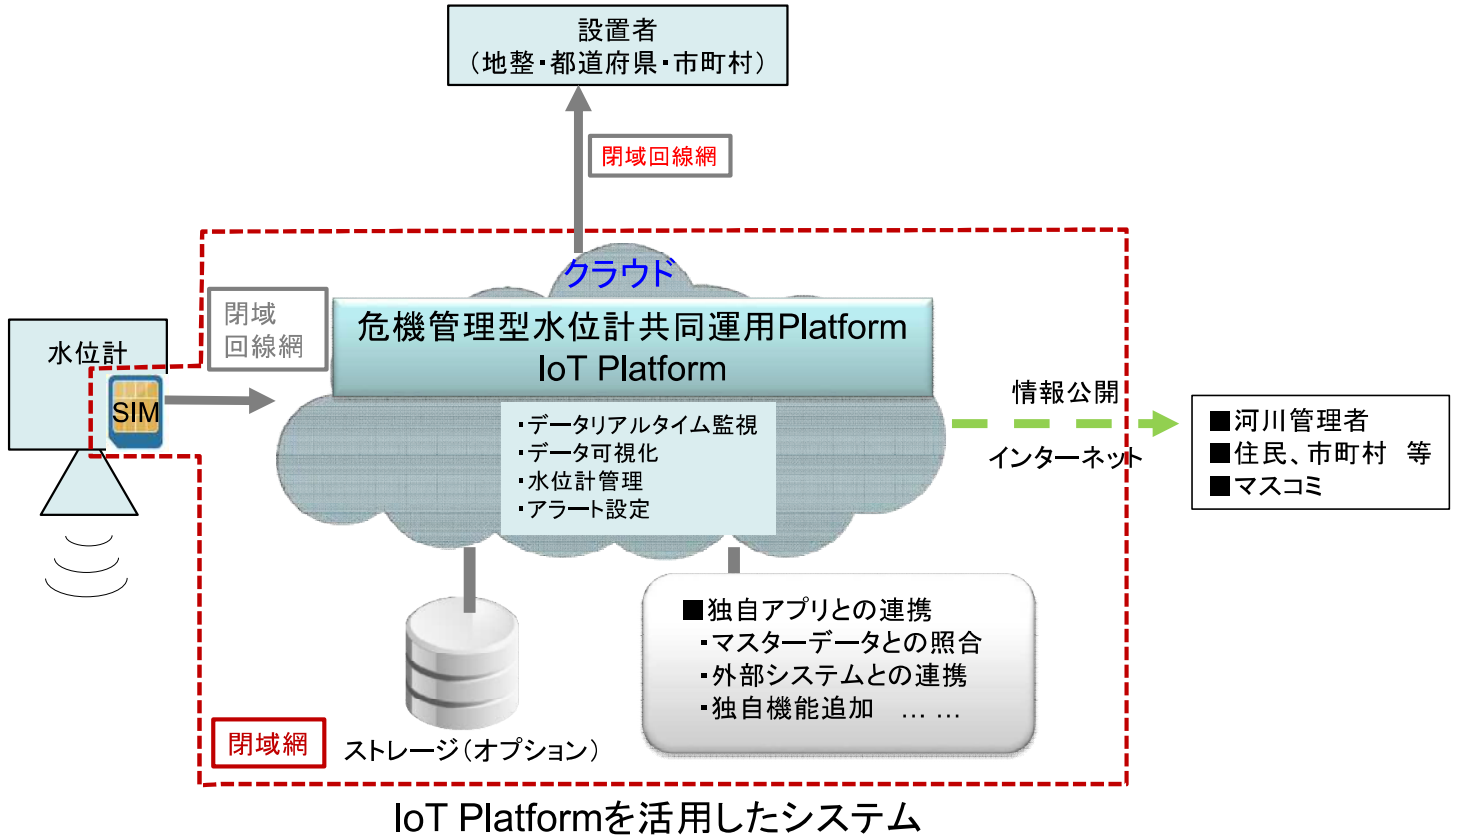 設置者
（地整・都道府県・市町村）
閉域回線網
クラウド
閉域
回線網
危機管理型水位計共同運用Platform
IoT Platform
水位計
SIM
・データリアルタイム監視
・データ可視化
・水位計管理
・アラート設定
情報公開
インターネット
■河川管理者
■住民、市町村　等
■マスコミ
■独自アプリとの連携
・マスターデータとの照合
・外部システムとの連携
・独自機能追加　… …
閉域網
ストレージ（オプション）
IoT Platformを活用したシステム